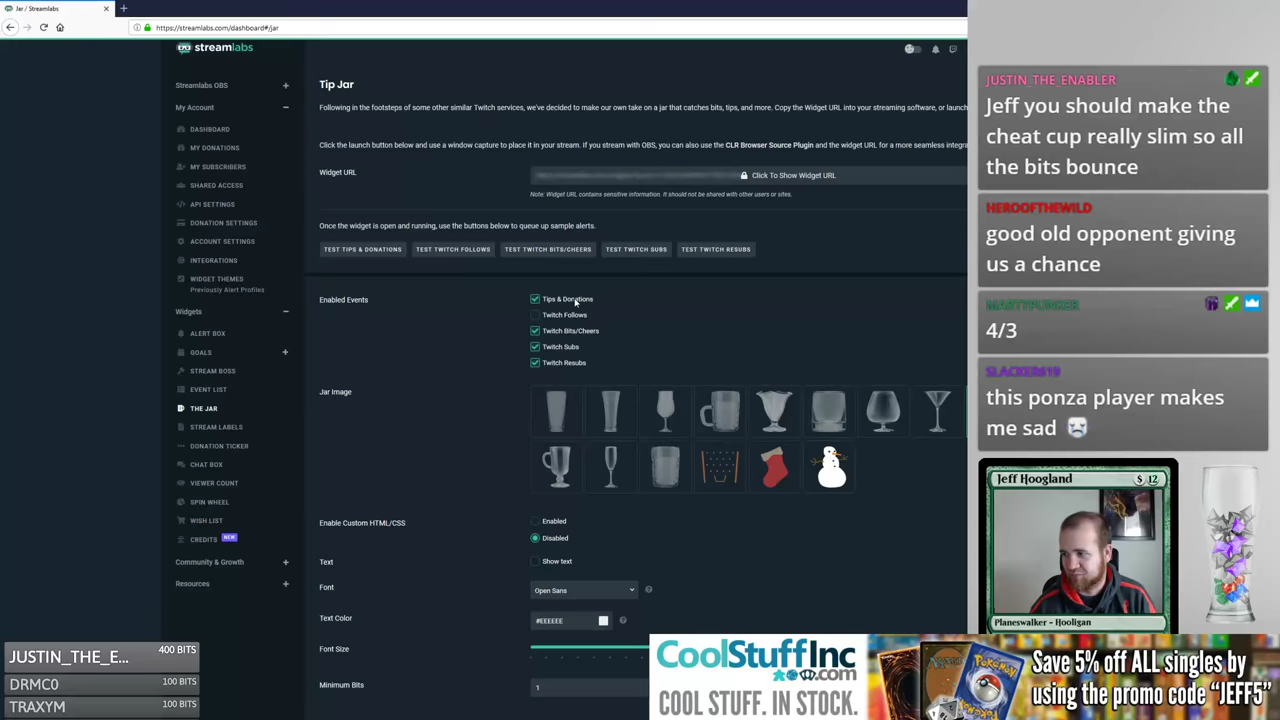 Jar / Streamlabs
https://streamlabs.com/dashboard#/jar
streamlabs
Streamlabs OBS
My Account
DASHBOARD
MY DONATIONS
MY SUBSCRIBERS
SHARED ACCESS
API SETTINGS
DONATION SETTINGS
ACCOUNT SETTINGS
INTEGRATIONS
WIDGET THEMES
Previously Alert Profiles
Widgets
ALERT BOX
GOALS
STREAM BOSS
EVENT LIST
THE JAR
STREAM LABELS
DONATION TICKER
CHAT BOX
VIEWER COUNT
SPIN WHEEL
WISH LIST
CREDITS NEW
Community & Growth
Resources
Tip Jar
Following in the footsteps of some other similar Twitch services, we've decided to make our own take on a jar that catches bits, tips, and more. Copy the Widget URL into your streaming software, or launch
Click the launch button below and use a window capture to place it in your stream. If you stream with OBS, you can also use the CLR Browser Source Plugin and the widget URL for a more seamless integra
Widget URL
Click To Show Widget URL
Note: Widget URL contains sensitive information. It should not be shared with other users or sites.
Once the widget is open and running, use the buttons below to queue up sample alerts.
TEST TIPS & DONATIONS
TEST TWITCH FOLLOWS
TEST TWITCH BITS/CHEERS
TEST TWITCH SUBS
TEST TWITCH RESUBS
Enabled Events
Tips & Donations
Twitch Follows
Twitch Bits/Cheers
Twitch Subs
Twitch Resubs
Jar Image
Enable Custom HTML/CSS
Enabled
Disabled
Text
Show text
Font
Open Sans
Text Color
#EEEEEE
Font Size
Minimum Bits
1
JUSTIN_THE_ENABLER
Jeff you should make the
cheer cup really slim so all
the bits bounce
HEROOFTHEWILD
good old opponent giving
us a chance
MARTYFUNKER
4/3
SLACKER619
this ponza player makes
me sad
Jeff Hoogland
$ 12
Planeswalker - Hooligan
JUSTIN_THE_E... 400 BITS
DRMC0 100 BITS
TRAXYM 100 BITS
COOLSTUFFINC
.COM
COOL STUFF. IN STOCK.
Save 5% off ALL singles by
using the promo code "JEFF5"